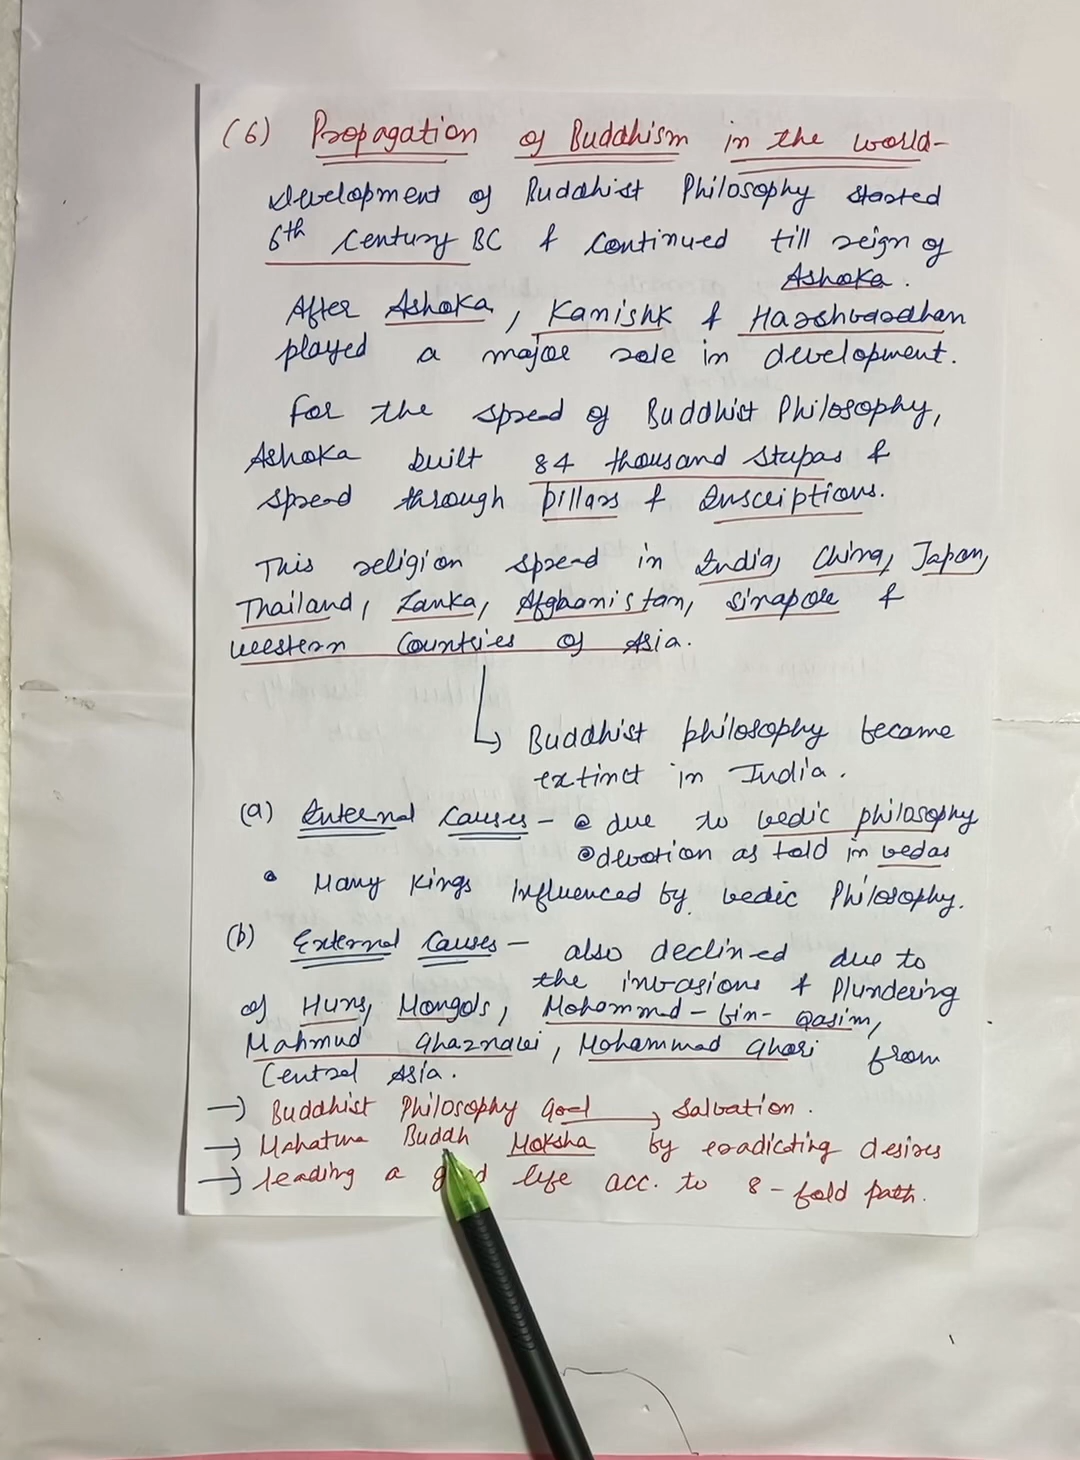 (6) Propagation of Buddhism in the world-
development of Buddhist Philosophy started
6th Century BC & continued till reign of
Ashoka.
After Ashoka, Kanishk & Harshvardhan
played a major role in development.
For the spread of Buddhist Philosophy,
Ashoka built 84 thousand stupas &
spread through pillars & Inscriptions.
This religion spread in India, China, Japan,
Thailand, Lanka, Afghanistan, Sinapore &
western Countries of Asia.
↳ Buddhist philosophy became
extinct in India.
(a) Internal Causes - due to vedic philosophy
devotion as told in vedas
• Many Kings Influenced by vedic Philosophy.
(b) External Causes - also declined due to
the invasions & Plundering
of Huns, Mongols, Mohammad-bin-Qasim,
Mahmud Ghaznawi, Mohammad Ghori from
Central Asia.
→ Buddhist Philosophy Goal → Salvation.
→ Mahatma Buddh Moksha by eradicating desires
→ leading a life acc. to 8-fold path.